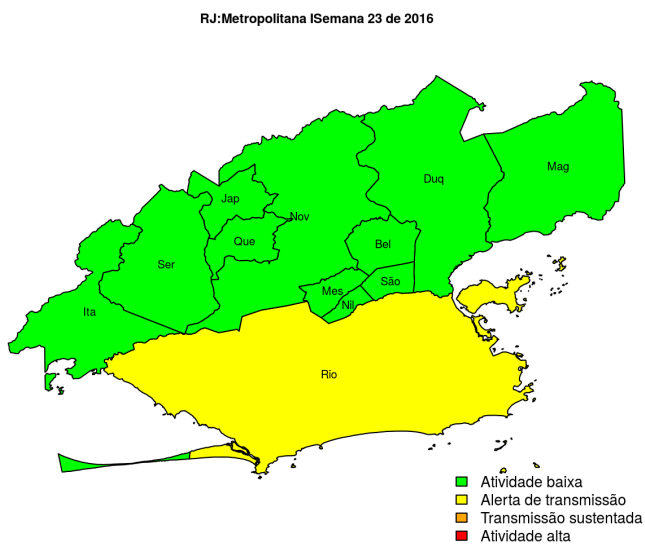 RJ:Metropolitana ISemana 23 de 2016
Mag
Duq
Jap
Nov
Que
Bel
Ser
São
Mes
Nil
Ita
Rio
Atividade baixa
Alerta de transmissão
Transmissão sustentada
Atividade alta